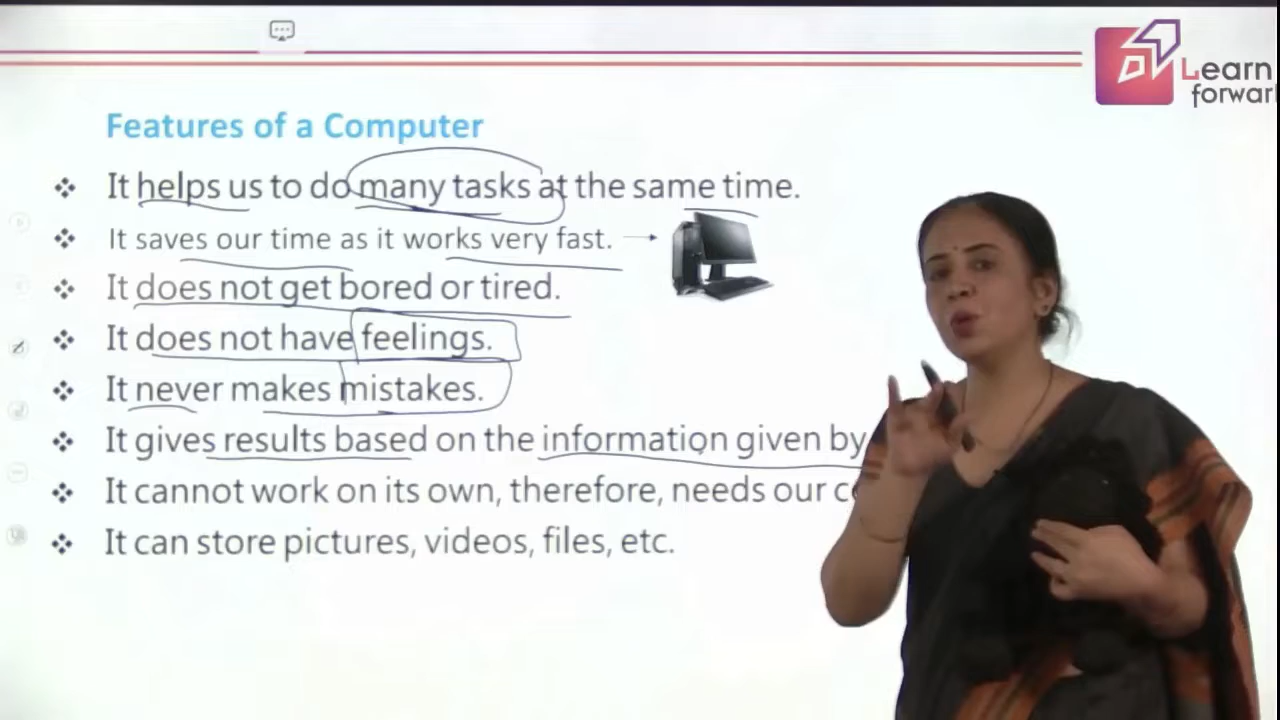 Learn
forwar
Features of a Computer
❖ It helps us to do many tasks at the same time.
❖ It saves our time as it works very fast.
❖ It does not get bored or tired.
❖ It does not have feelings.
❖ It never makes mistakes.
❖ It gives results based on the information given by
❖ It cannot work on its own, therefore, needs our
❖ It can store pictures, videos, files, etc.